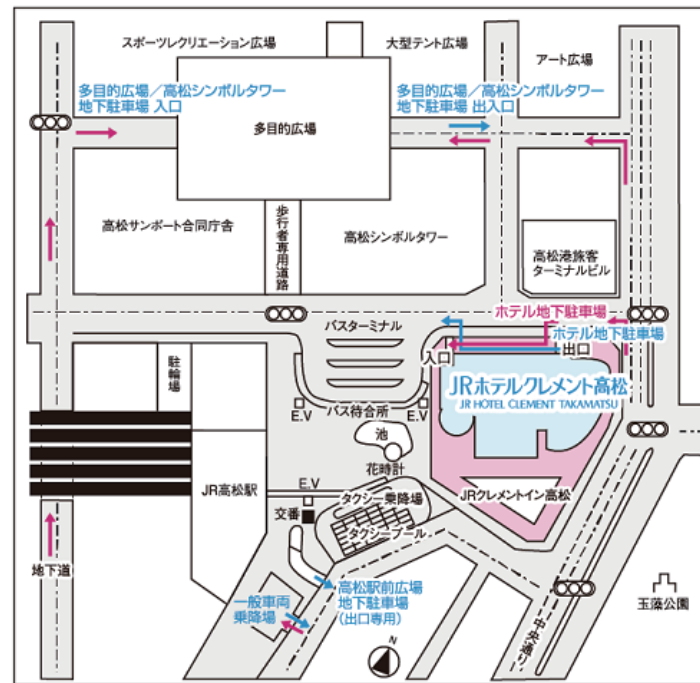 スポーツレクリエーション広場
大型テント広場
アート広場
多目的広場／高松シンボルタワー
地下駐車場 入口
多目的広場／高松シンボルタワー
地下駐車場 出入口
多目的広場
高松サンポート合同庁舎
歩行者専用道路
高松シンボルタワー
高松港旅客
ターミナルビル
ホテル地下駐車場
バスターミナル
ホテル地下駐車場
入口
出口
駐輪場
JRホテルクレメント高松
JR HOTEL CLEMENT TAKAMATSU
E.V
バス待合所
E.V
池
花時計
JR高松駅
E.V
タクシー乗降場
JRクレメントイン高松
交番
タクシープール
地下道
一般車両
乗降場
高松駅前広場
地下駐車場
（出口専用）
中央通り
玉藻公園
N